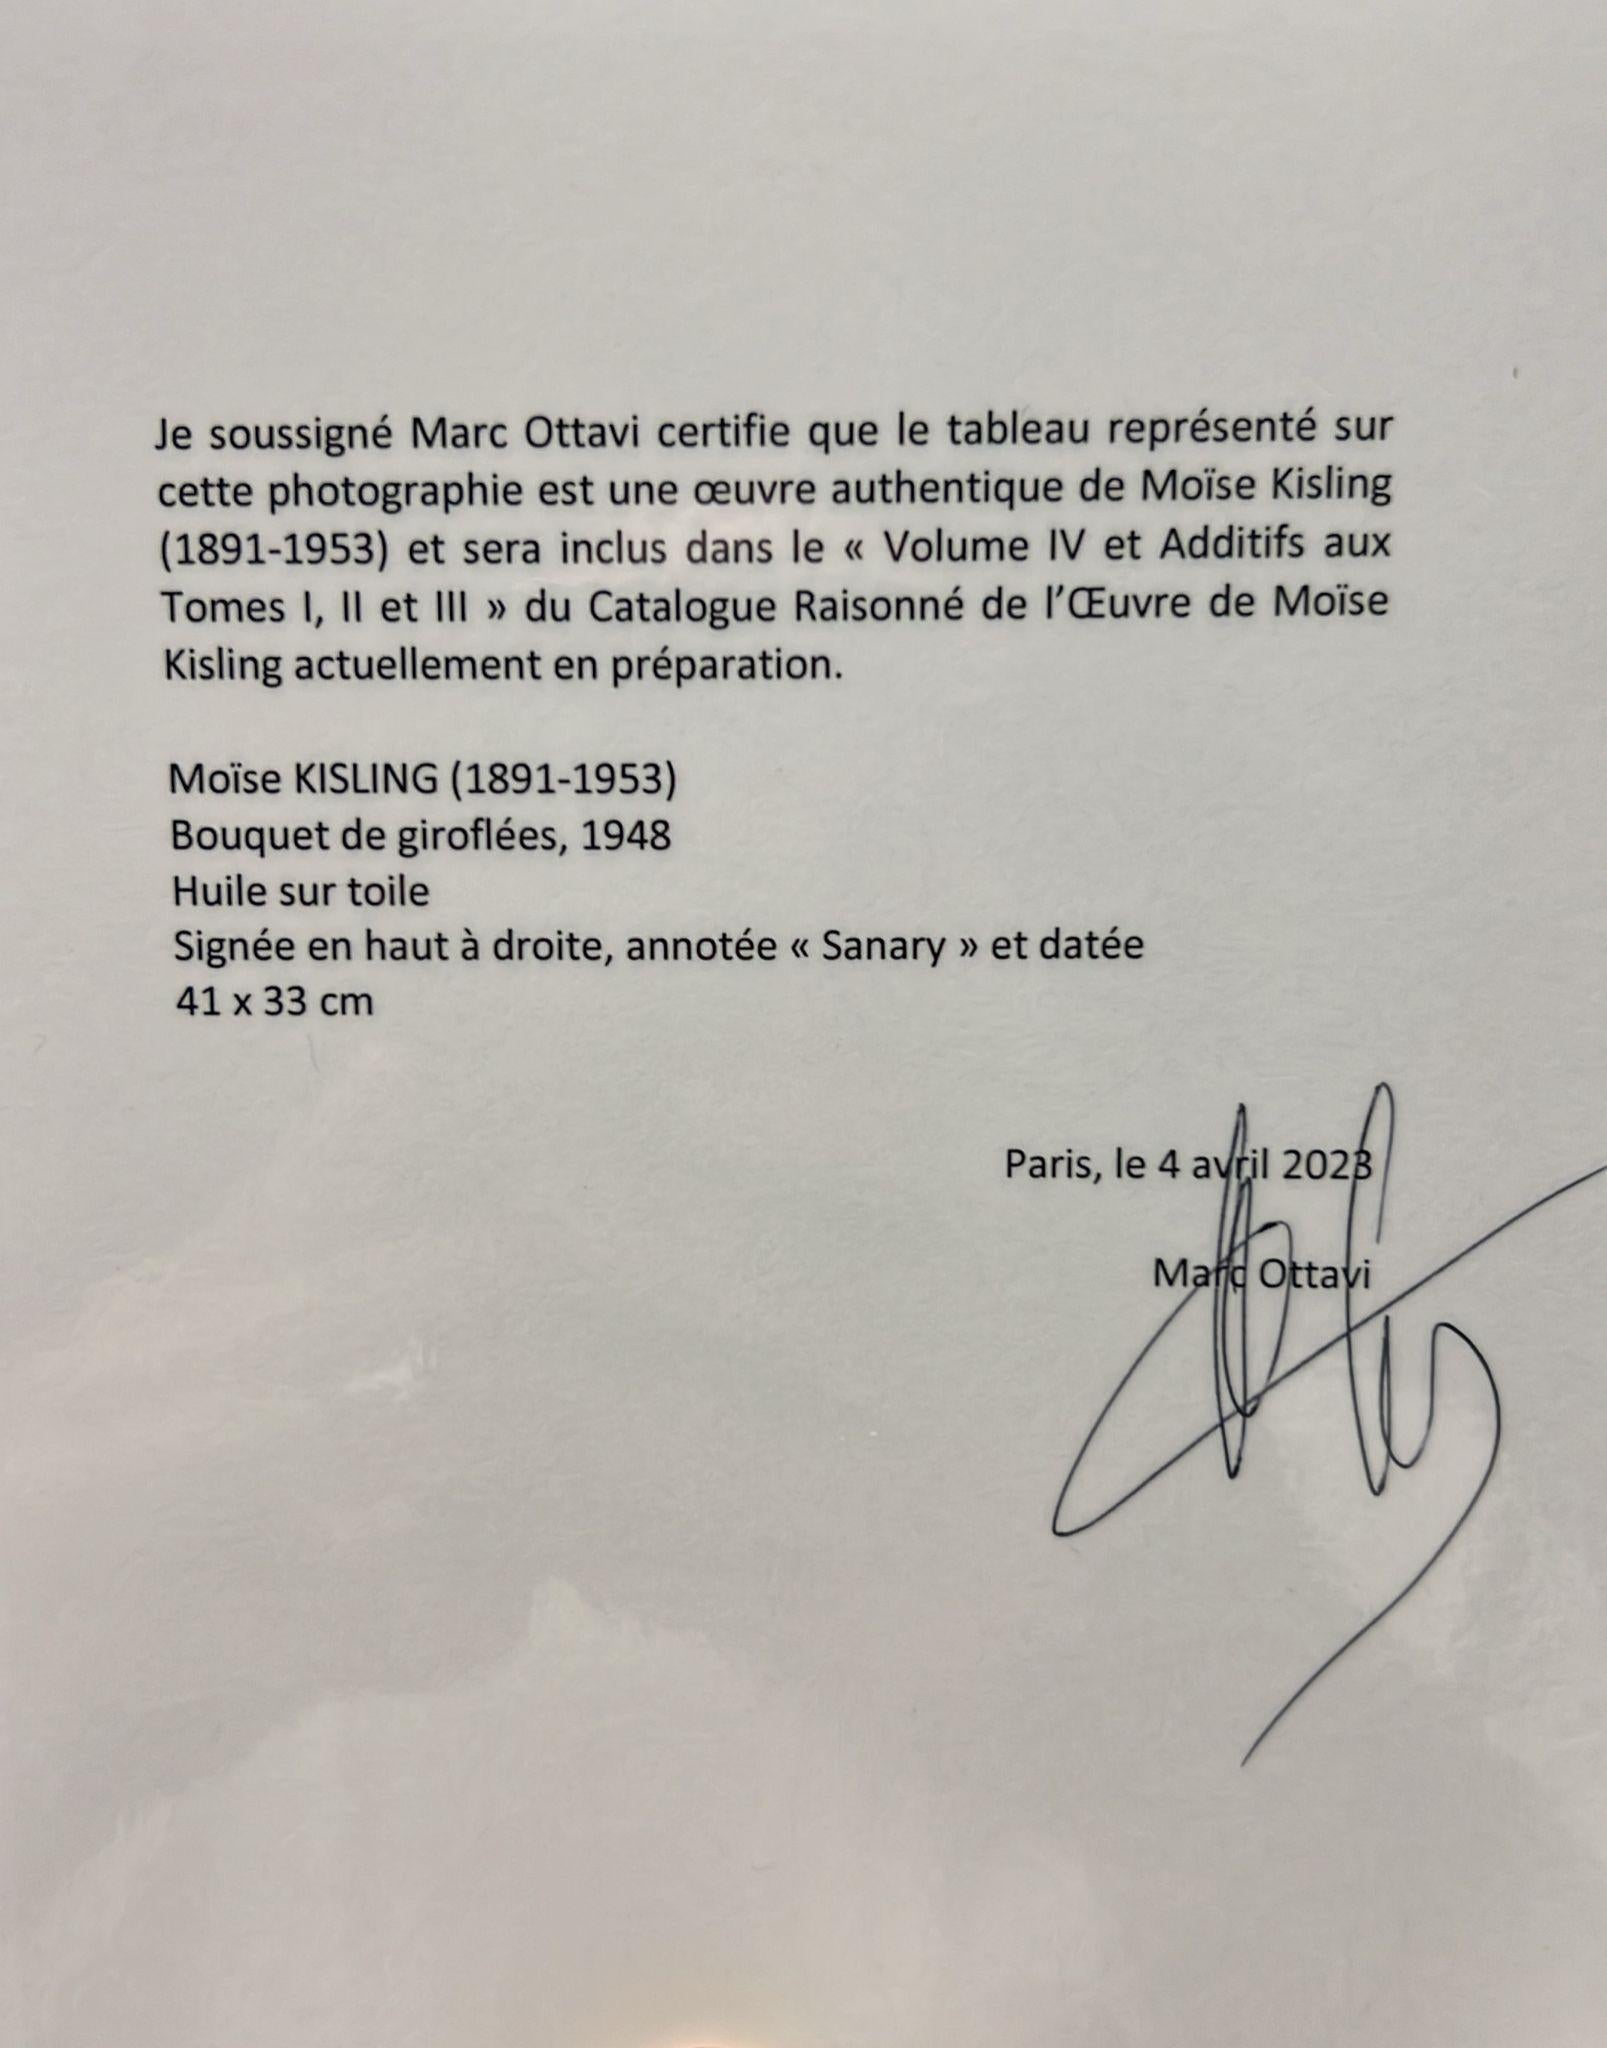 Je soussigné Marc Ottavi certifie que le tableau représenté sur
cette photographie est une œuvre authentique de Moïse Kisling
(1891-1953) et sera inclus dans le « Volume IV et Additifs aux
Tomes I, II et III » du Catalogue Raisonné de l’Œuvre de Moïse
Kisling actuellement en préparation.
Moïse KISLING (1891-1953)
Bouquet de giroflées, 1948
Huile sur toile
Signée en haut à droite, annotée « Sanary » et datée
41 x 33 cm
Paris, le 4 avril 2023
Marc Ottavi